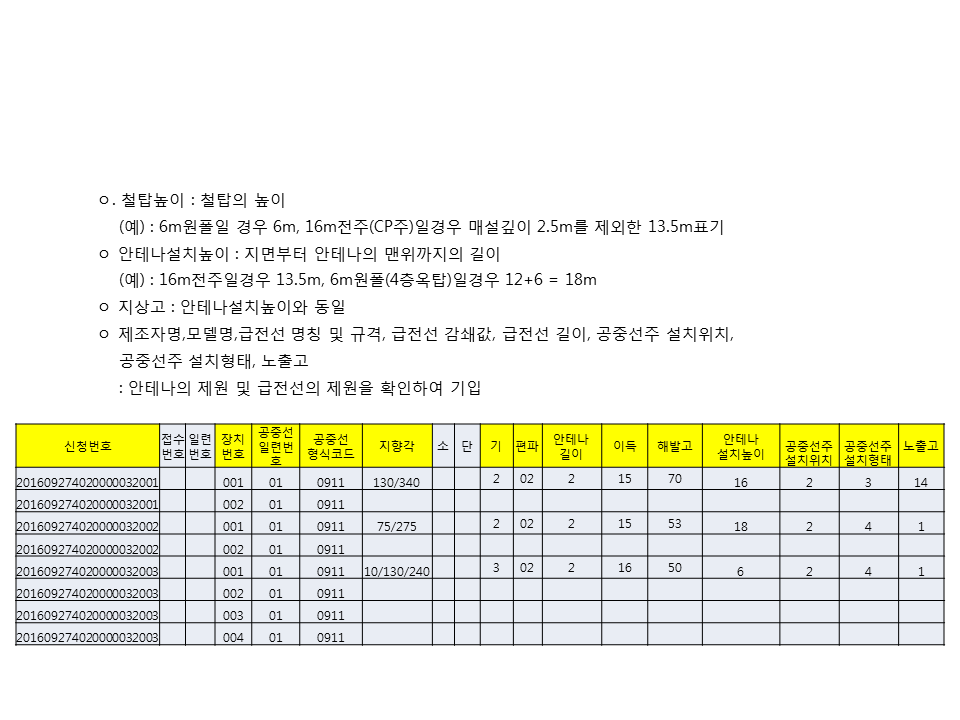 ㅇ. 철탑높이 : 철탑의 높이
(예) : 6m원폴일 경우 6m, 16m전주(CP주)일경우 매설깊이 2.5m를 제외한 13.5m표기
ㅇ 안테나설치높이 : 지면부터 안테나의 맨위까지의 길이
(예) : 16m전주일경우 13.5m, 6m원폴(4층옥탑)일경우 12+6 = 18m
ㅇ 지상고 : 안테나설치높이와 동일
ㅇ 제조자명,모델명,급전선 명칭 및 규격, 급전선 감쇄값, 급전선 길이, 공중선주 설치위치,
공중선주 설치형태, 노출고
: 안테나의 제원 및 급전선의 제원을 확인하여 기입
신청번호 접수번호 일련번호 장치번호 공중선일련번호 공중선형식코드 지향각 소 단 기 편파 안테나길이 이득 해발고 안테나설치높이 공중선주설치위치 공중선주설치형태 노출고
201609274020000032001 001 01 0911 130/340 2 02 2 15 70 16 2 3 14
201609274020000032001 002 01 0911
201609274020000032002 001 01 0911 75/275 2 02 2 15 53 18 2 4 1
201609274020000032002 002 01 0911
201609274020000032003 001 01 0911 10/130/240 3 02 2 16 50 6 2 4 1
201609274020000032003 002 01 0911
201609274020000032003 003 01 0911
201609274020000032003 004 01 0911